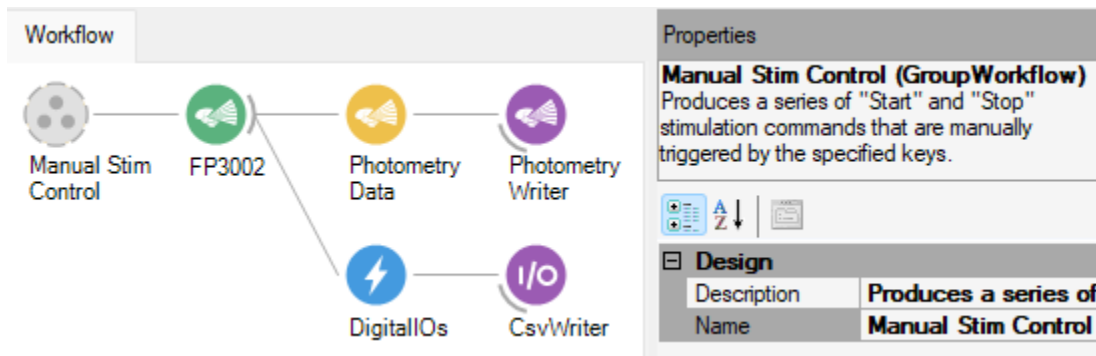 Workflow
Manual Stim
Control
FP3002
Photometry
Data
Photometry
Writer
DigitalIOs
I/O
CsvWriter
Properties
Manual Stim Control (GroupWorkflow)
Produces a series of "Start" and "Stop"
stimulation commands that are manually
triggered by the specified keys.
A
Z
Design
Description Produces a series of
Name Manual Stim Control